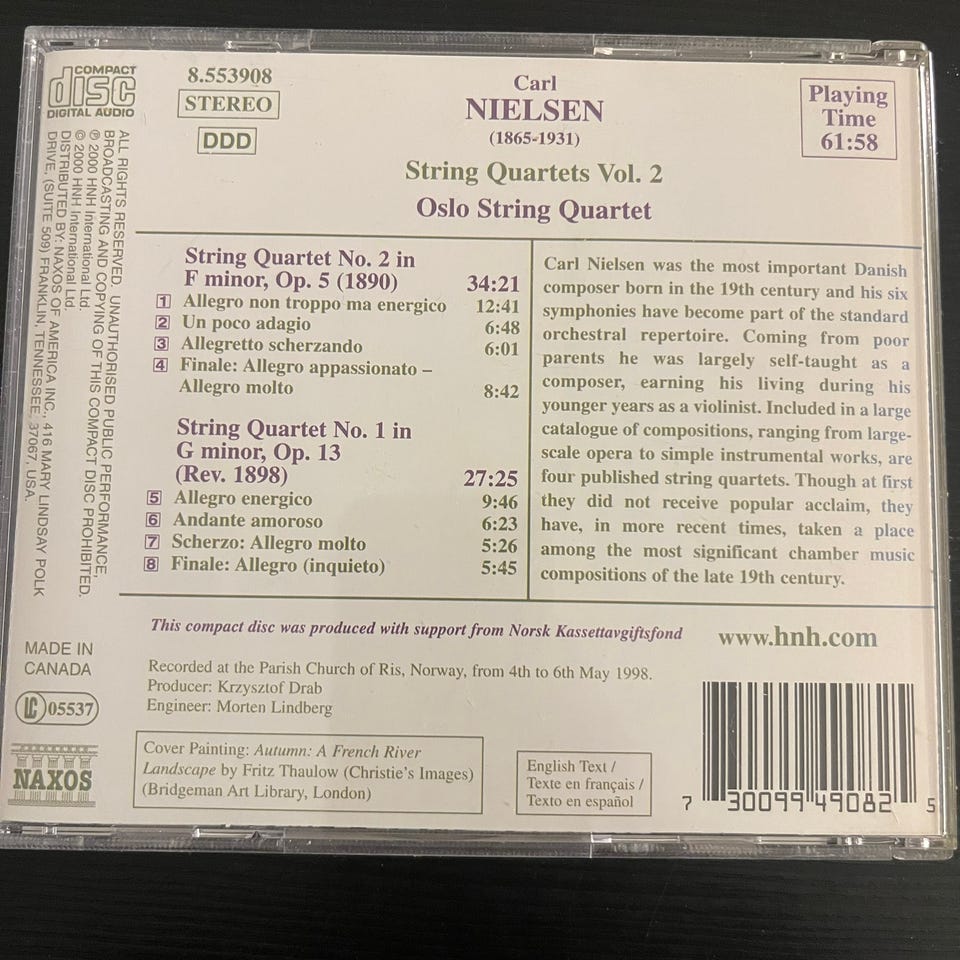 COMPACT
disc
DIGITAL AUDIO
8.553908
STEREO
DDD
Carl
NIELSEN
(1865-1931)
String Quartets Vol. 2
Oslo String Quartet
Playing
Time
61:58
ALL RIGHTS RESERVED. UNAUTHORISED PUBLIC PERFORMANCE,
BROADCASTING AND COPYING OF THIS COMPACT DISC PROHIBITED.
℗ 2000 HNH International Ltd.
© 2000 HNH International Ltd.
DISTRIBUTED BY: NAXOS OF AMERICA INC., 416 MARY LINDSAY POLK
DRIVE, (SUITE 509) FRANKLIN, TENNESSEE, 37067, USA.
String Quartet No. 2 in
F minor, Op. 5 (1890) 34:21
1 Allegro non troppo ma energico 12:41
2 Un poco adagio 6:48
3 Allegretto scherzando 6:01
4 Finale: Allegro appassionato –
Allegro molto 8:42
String Quartet No. 1 in
G minor, Op. 13
(Rev. 1898) 27:25
5 Allegro energico 9:46
6 Andante amoroso 6:23
7 Scherzo: Allegro molto 5:26
8 Finale: Allegro (inquieto) 5:45
Carl Nielsen was the most important Danish
composer born in the 19th century and his six
symphonies have become part of the standard
orchestral repertoire. Coming from poor
parents he was largely self-taught as a
composer, earning his living during his
younger years as a violinist. Included in a large
catalogue of compositions, ranging from large-
scale opera to simple instrumental works, are
four published string quartets. Though at first
they did not receive popular acclaim, they
have, in more recent times, taken a place
among the most significant chamber music
compositions of the late 19th century.
This compact disc was produced with support from Norsk Kassettavgiftsfond
www.hnh.com
MADE IN
CANADA
LC 05537
NAXOS
Recorded at the Parish Church of Ris, Norway, from 4th to 6th May 1998.
Producer: Krzysztof Drab
Engineer: Morten Lindberg
Cover Painting: Autumn: A French River
Landscape by Fritz Thaulow (Christie's Images)
(Bridgeman Art Library, London)
English Text /
Texte en français /
Texto en español
7 30099 49082 5